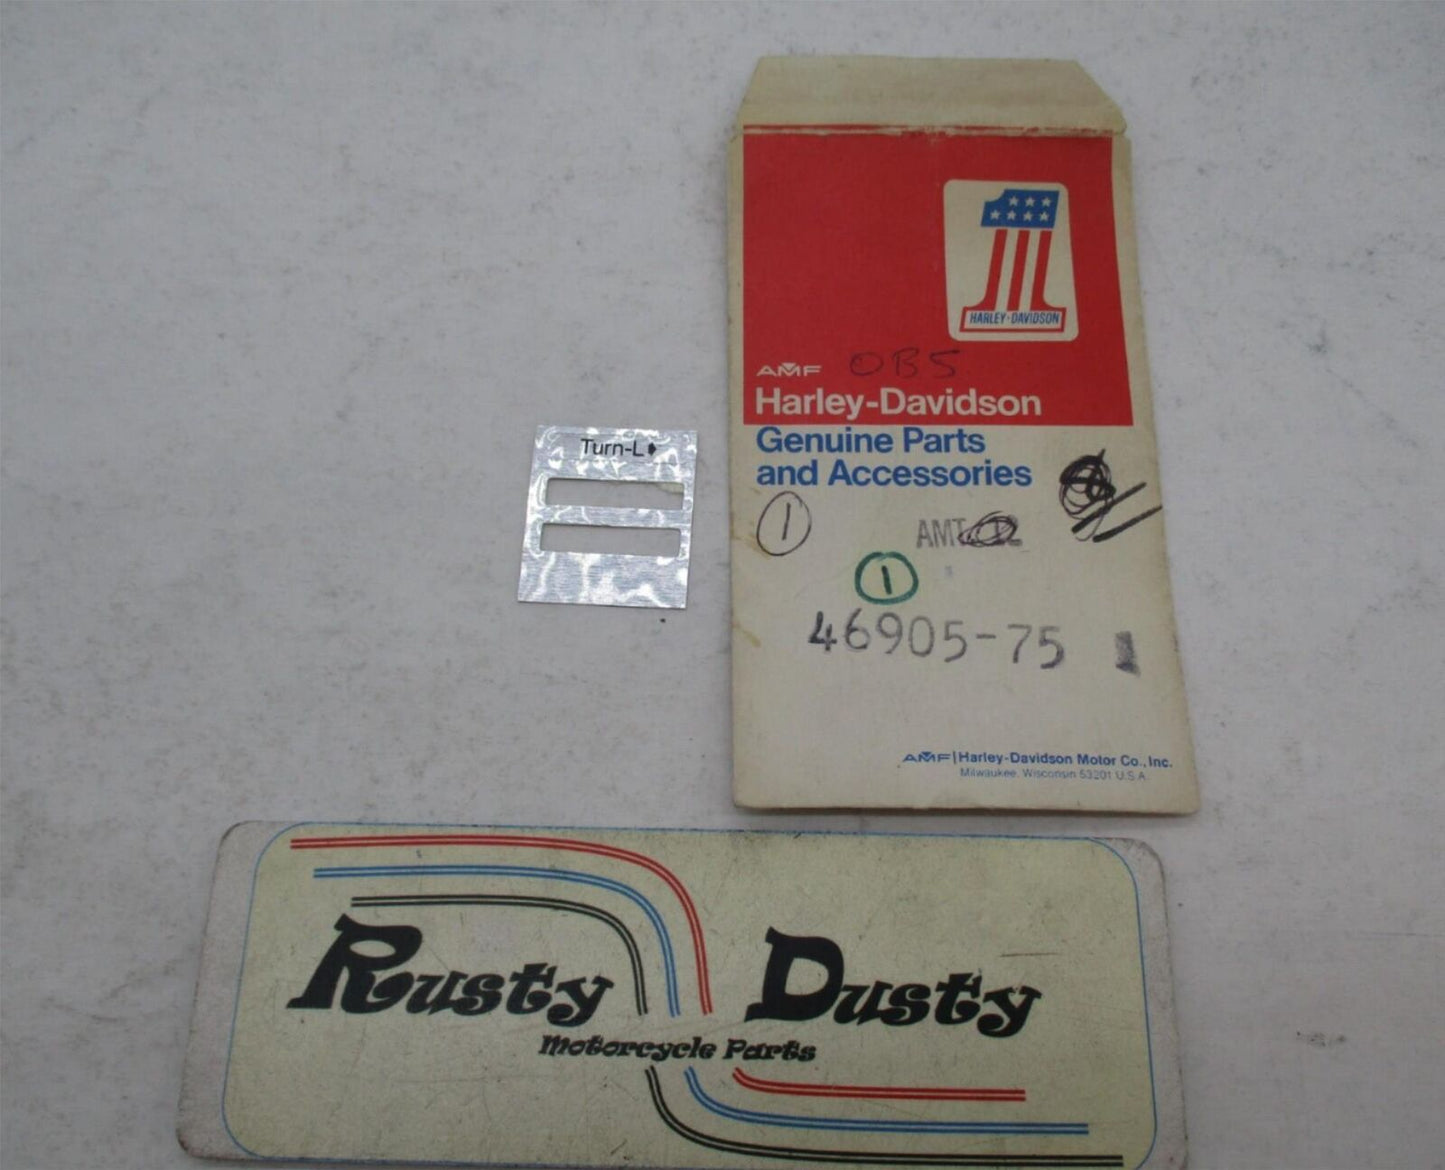 HARLEY-DAVIDSON
AMF OBS
Harley-Davidson
Genuine Parts
and Accessories
1
1
46905-75 1
AMF|Harley-Davidson Motor Co., Inc.
Milwaukee, Wisconsin 53201 U.S.A.
Turn-L
Rusty Dusty
Motorcycle Parts